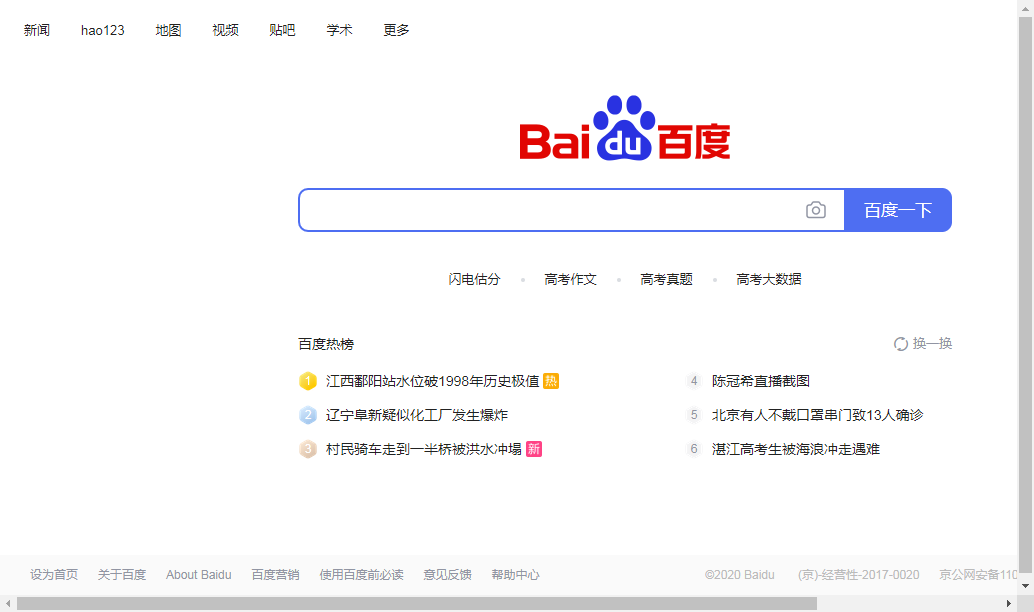 新闻 hao123 地图 视频 贴吧 学术 更多
Bai du 百度
百度一下
闪电估分 高考作文 高考真题 高考大数据
百度热榜 换一换
1 江西鄱阳站水位破1998年历史极值 热
4 陈冠希直播截图
2 辽宁阜新疑似化工厂发生爆炸
5 北京有人不戴口罩串门致13人确诊
3 村民骑车走到一半桥被洪水冲塌 新
6 湛江高考生被海浪冲走遇难
设为首页 关于百度 About Baidu 百度营销 使用百度前必读 意见反馈 帮助中心 ©2020 Baidu (京)-经营性-2017-0020 京公网安备110